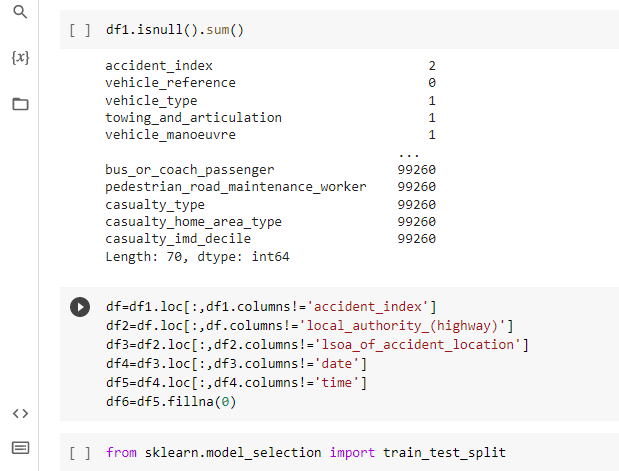 [ ] df1.isnull().sum()
accident_index 2
{x}
vehicle_reference 0
vehicle_type 1
towing_and_articulation 1
vehicle_manoeuvre 1
...
bus_or_coach_passenger 99260
pedestrian_road_maintenance_worker 99260
casualty_type 99260
casualty_home_area_type 99260
casualty_imd_decile 99260
Length: 70, dtype: int64
df=df1.loc[:,df1.columns!='accident_index']
df2=df.loc[:,df.columns!='local_authority_(highway)']
df3=df2.loc[:,df2.columns!='lsoa_of_accident_location']
df4=df3.loc[:,df3.columns!='date']
df5=df4.loc[:,df4.columns!='time']
df6=df5.fillna(0)
[ ] from sklearn.model_selection import train_test_split